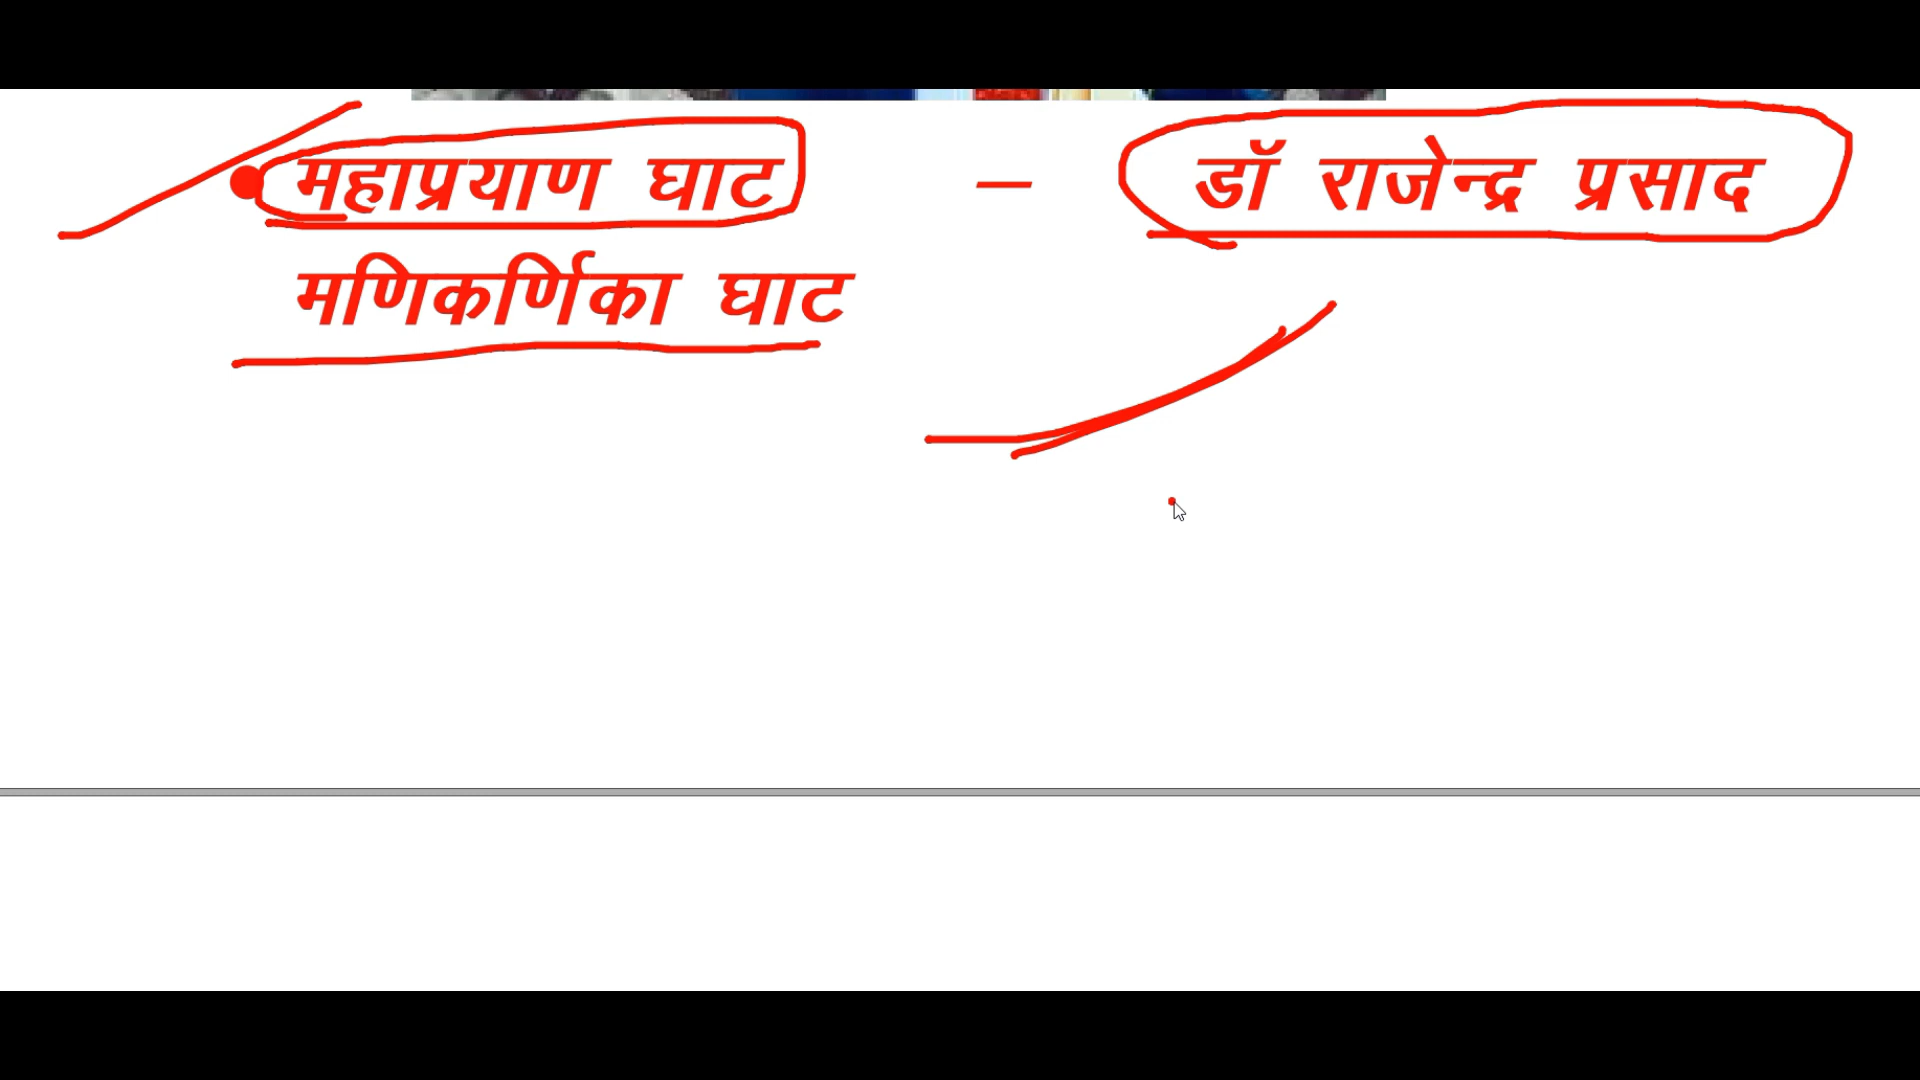 • महाप्रयाण घाट – डॉ राजेन्द्र प्रसाद
मणिकर्णिका घाट